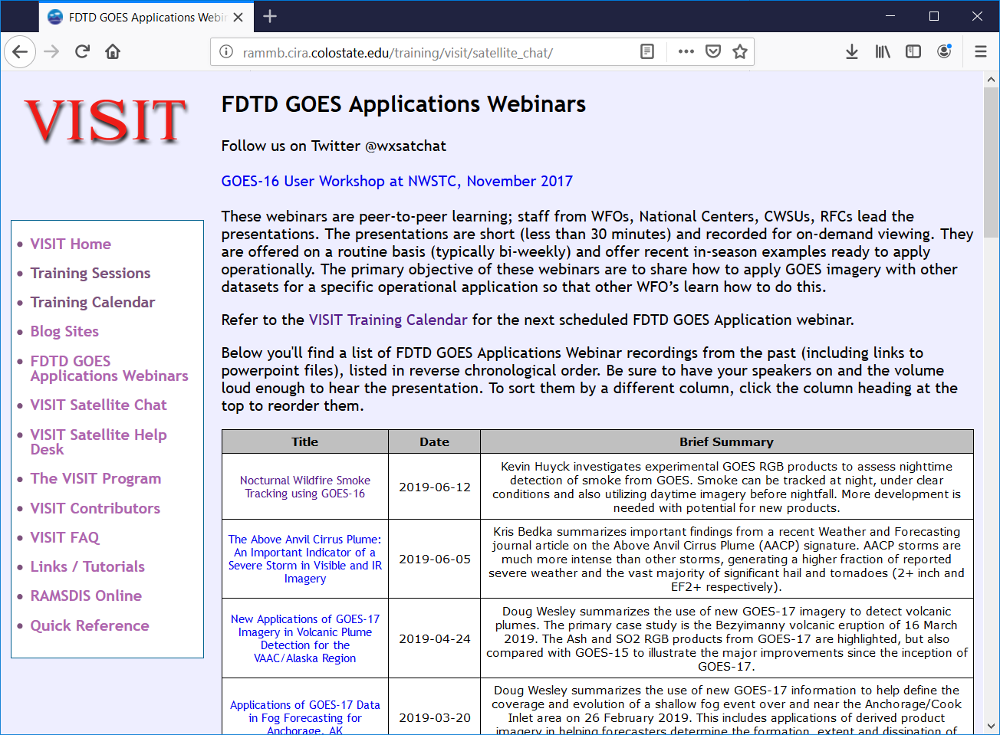 FDTD GOES Applications Webin
rammb.cira.colostate.edu/training/visit/satellite_chat/
VISIT
VISIT Home
Training Sessions
Training Calendar
Blog Sites
FDTD GOES
Applications Webinars
VISIT Satellite Chat
VISIT Satellite Help
Desk
The VISIT Program
VISIT Contributors
VISIT FAQ
Links / Tutorials
RAMSDIS Online
Quick Reference
FDTD GOES Applications Webinars
Follow us on Twitter @wxsatchat
GOES-16 User Workshop at NWSTC, November 2017
These webinars are peer-to-peer learning; staff from WFOs, National Centers, CWSUs, RFCs lead the
presentations. The presentations are short (less than 30 minutes) and recorded for on-demand viewing. They
are offered on a routine basis (typically bi-weekly) and offer recent in-season examples ready to apply
operationally. The primary objective of these webinars are to share how to apply GOES imagery with other
datasets for a specific operational application so that other WFO’s learn how to do this.
Refer to the VISIT Training Calendar for the next scheduled FDTD GOES Application webinar.
Below you'll find a list of FDTD GOES Applications Webinar recordings from the past (including links to
powerpoint files), listed in reverse chronological order. Be sure to have your speakers on and the volume
loud enough to hear the presentation. To sort them by a different column, click the column heading at the
top to reorder them.
Title Date Brief Summary
Nocturnal Wildfire Smoke
Tracking using GOES-16
2019-06-12
Kevin Huyck investigates experimental GOES RGB products to assess nighttime
detection of smoke from GOES. Smoke can be tracked at night, under clear
conditions and also utilizing daytime imagery before nightfall. More development is
needed with potential for new products.
The Above Anvil Cirrus Plume:
An Important Indicator of a
Severe Storm in Visible and IR
Imagery
2019-06-05
Kris Bedka summarizes important findings from a recent Weather and Forecasting
journal article on the Above Anvil Cirrus Plume (AACP) signature. AACP storms are
much more intense than other storms, generating a higher fraction of reported
severe weather and the vast majority of significant hail and tornadoes (2+ inch and
EF2+ respectively).
New Applications of GOES-17
Imagery in Volcanic Plume
Detection for the
VAAC/Alaska Region
2019-04-24
Doug Wesley summarizes the use of new GOES-17 imagery to detect volcanic
plumes. The primary case study is the Bezyimanny volcanic eruption of 16 March
2019. The Ash and SO2 RGB products from GOES-17 are highlighted, but also
compared with GOES-15 to illustrate the major improvements since the inception of
GOES-17.
Applications of GOES-17 Data
in Fog Forecasting for
Anchorage, AK
2019-03-20
Doug Wesley summarizes the use of new GOES-17 information to help define the
coverage and evolution of a shallow fog event over and near the Anchorage/Cook
Inlet area on 26 February 2019. This includes applications of derived product
imagery in helping forecasters determine the formation, extent and dissipation of